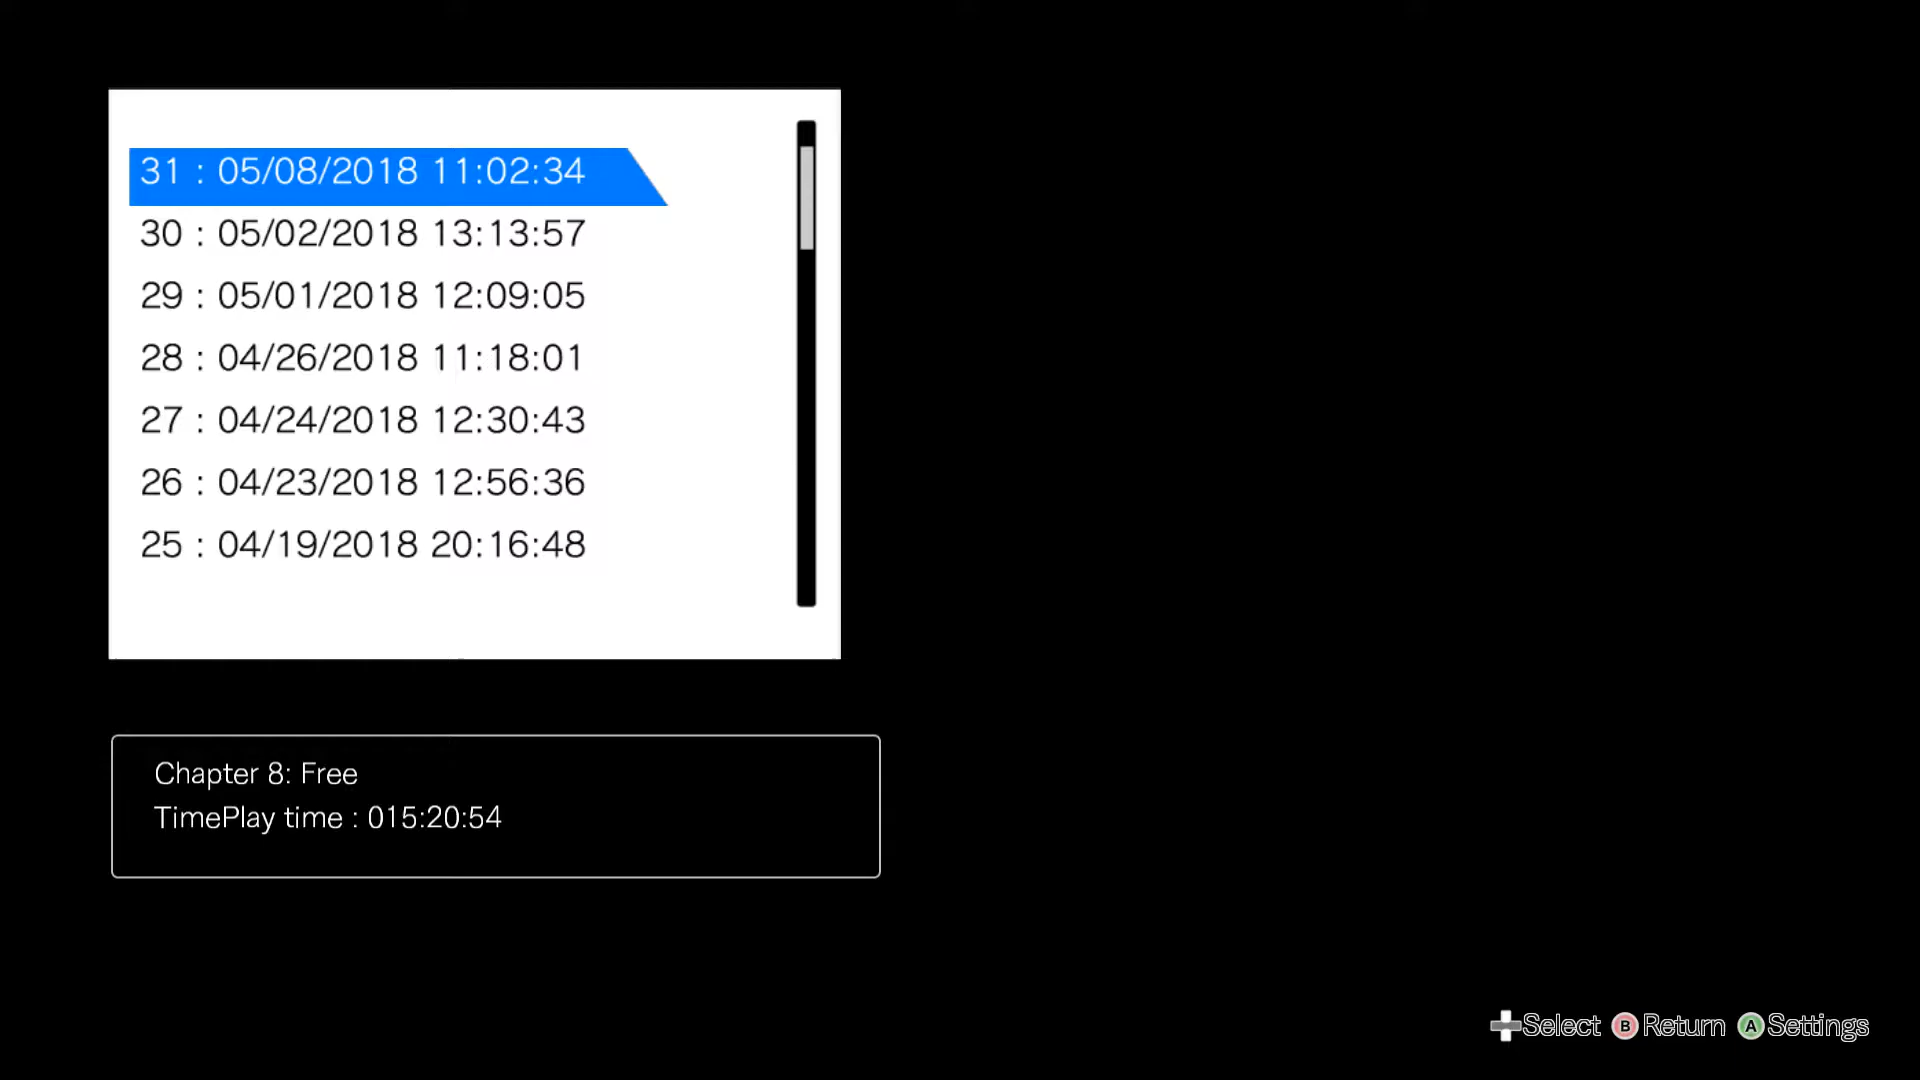 31 : 05/08/2018 11:02:34
30 : 05/02/2018 13:13:57
29 : 05/01/2018 12:09:05
28 : 04/26/2018 11:18:01
27 : 04/24/2018 12:30:43
26 : 04/23/2018 12:56:36
25 : 04/19/2018 20:16:48
Chapter 8: Free
TimePlay time : 015:20:54
Select B Return A Settings